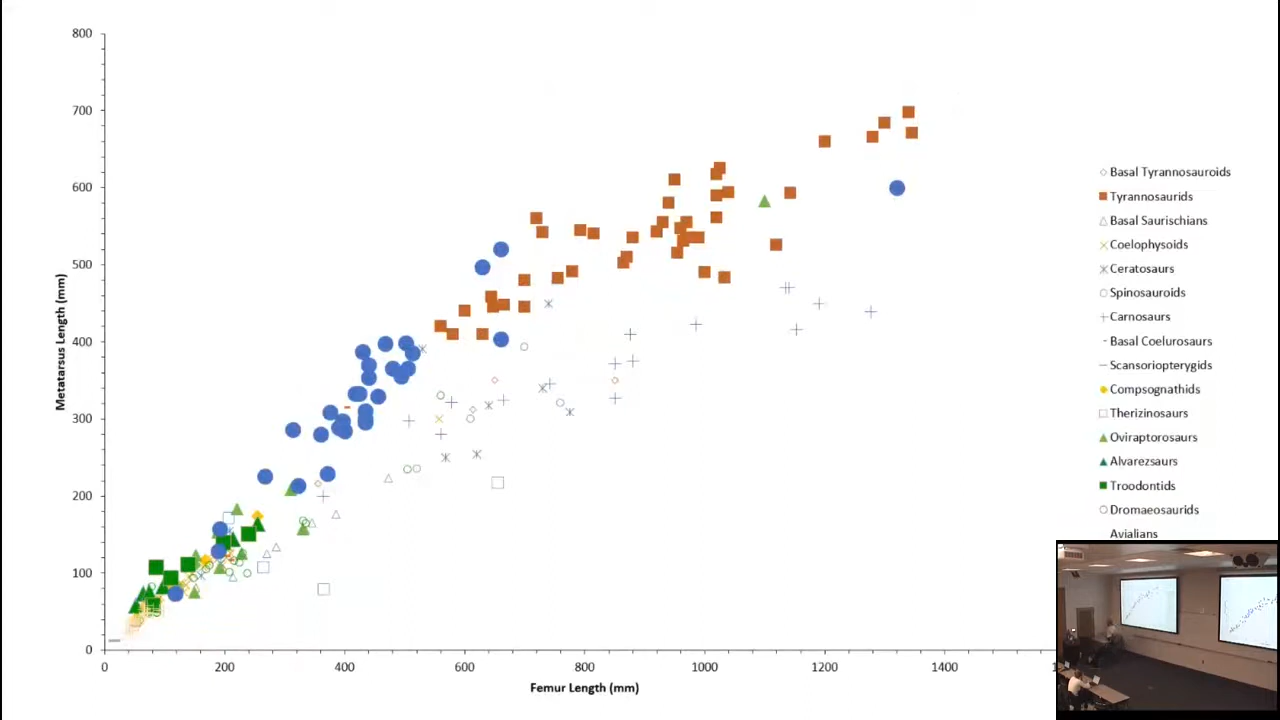 800
700
600
500
400
300
200
100
0
Metatarsus Length (mm)
0 200 400 600 800 1000 1200 1400
Femur Length (mm)
Basal Tyrannosauroids
Tyrannosaurids
Basal Saurischians
Coelophysoids
Ceratosaurs
Spinosauroids
Carnosaurs
Basal Coelurosaurs
Scansoriopterygids
Compsognathids
Therizinosaurs
Oviraptorosaurs
Alvarezsaurs
Troodontids
Dromaeosaurids
Avialians